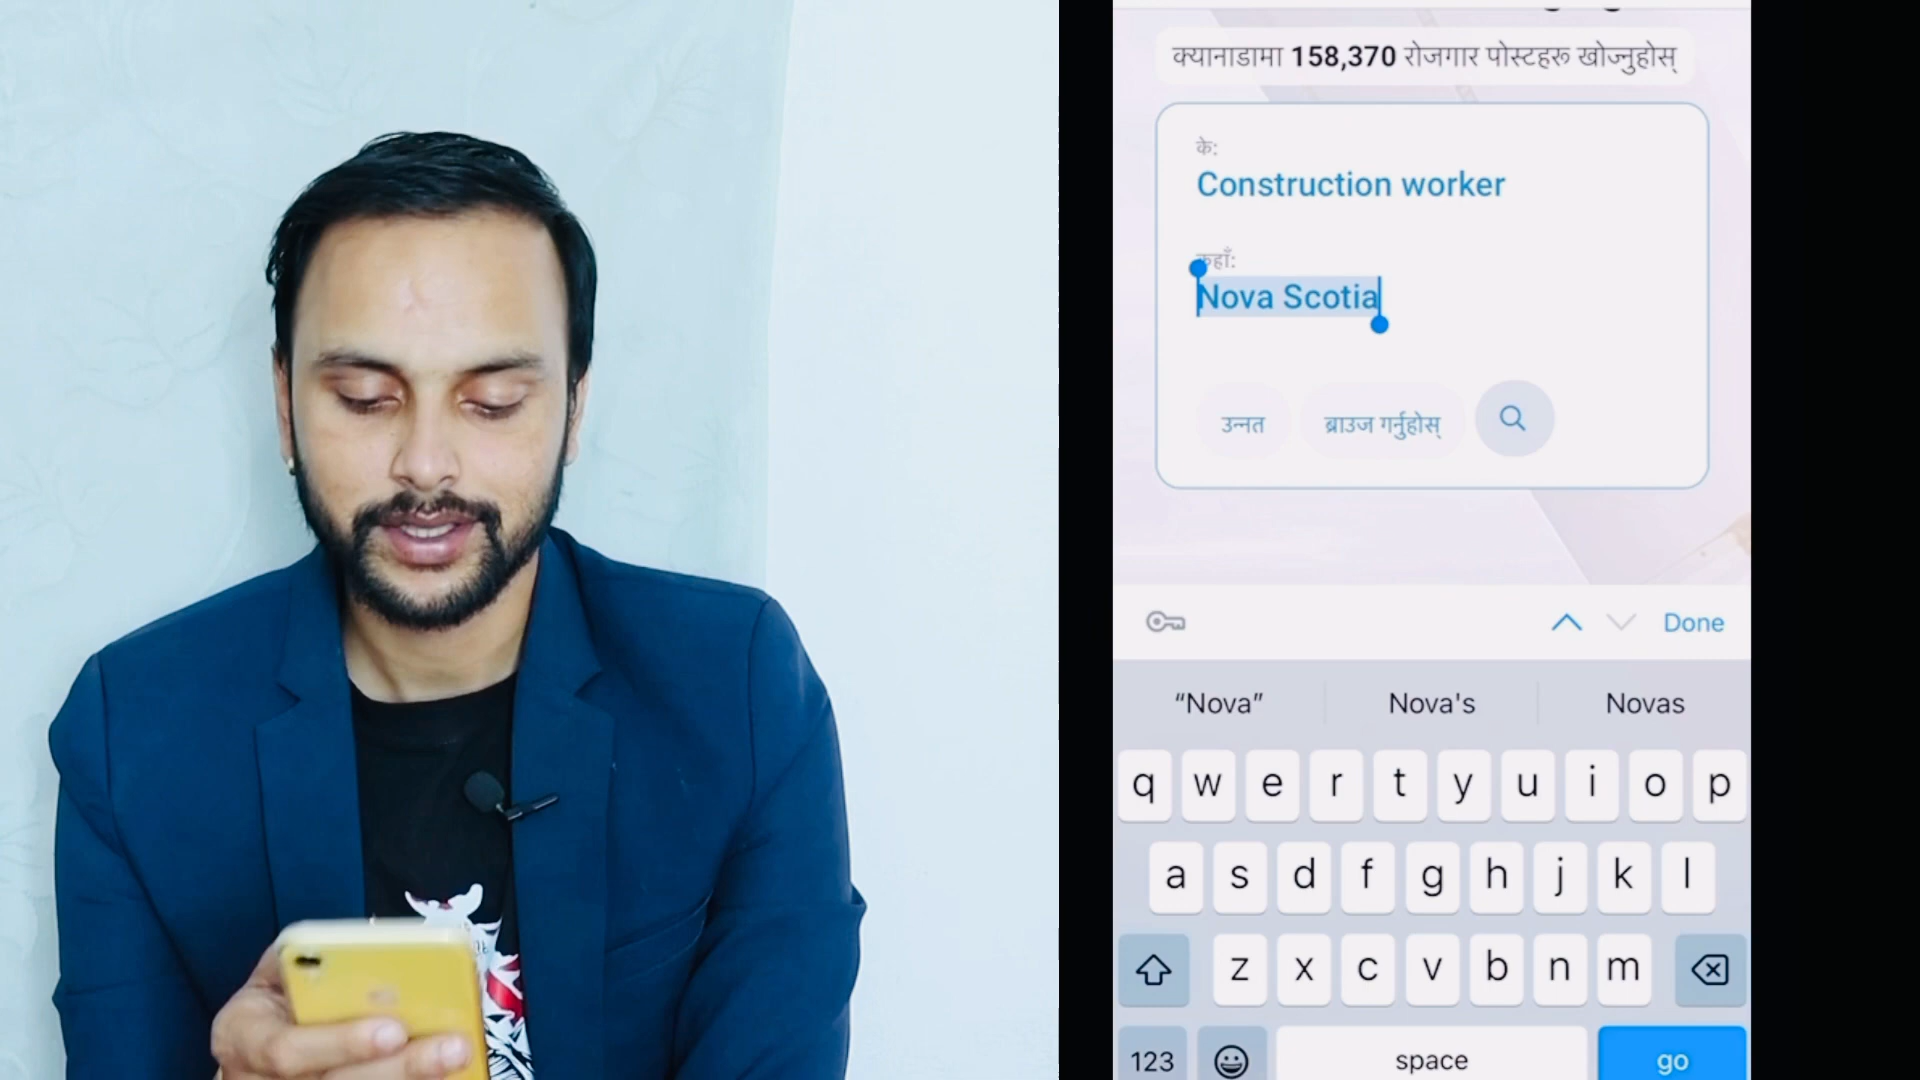 क्यानाडामा 158,370 रोजगार पोस्टहरू खोज्नुहोस्
के:
Construction worker
कहाँ:
Nova Scotia
उन्नत
ब्राउज गर्नुहोस्
Done
“Nova”
Nova's
Novas
q w e r t y u i o p
a s d f g h j k l
z x c v b n m
123
space
go